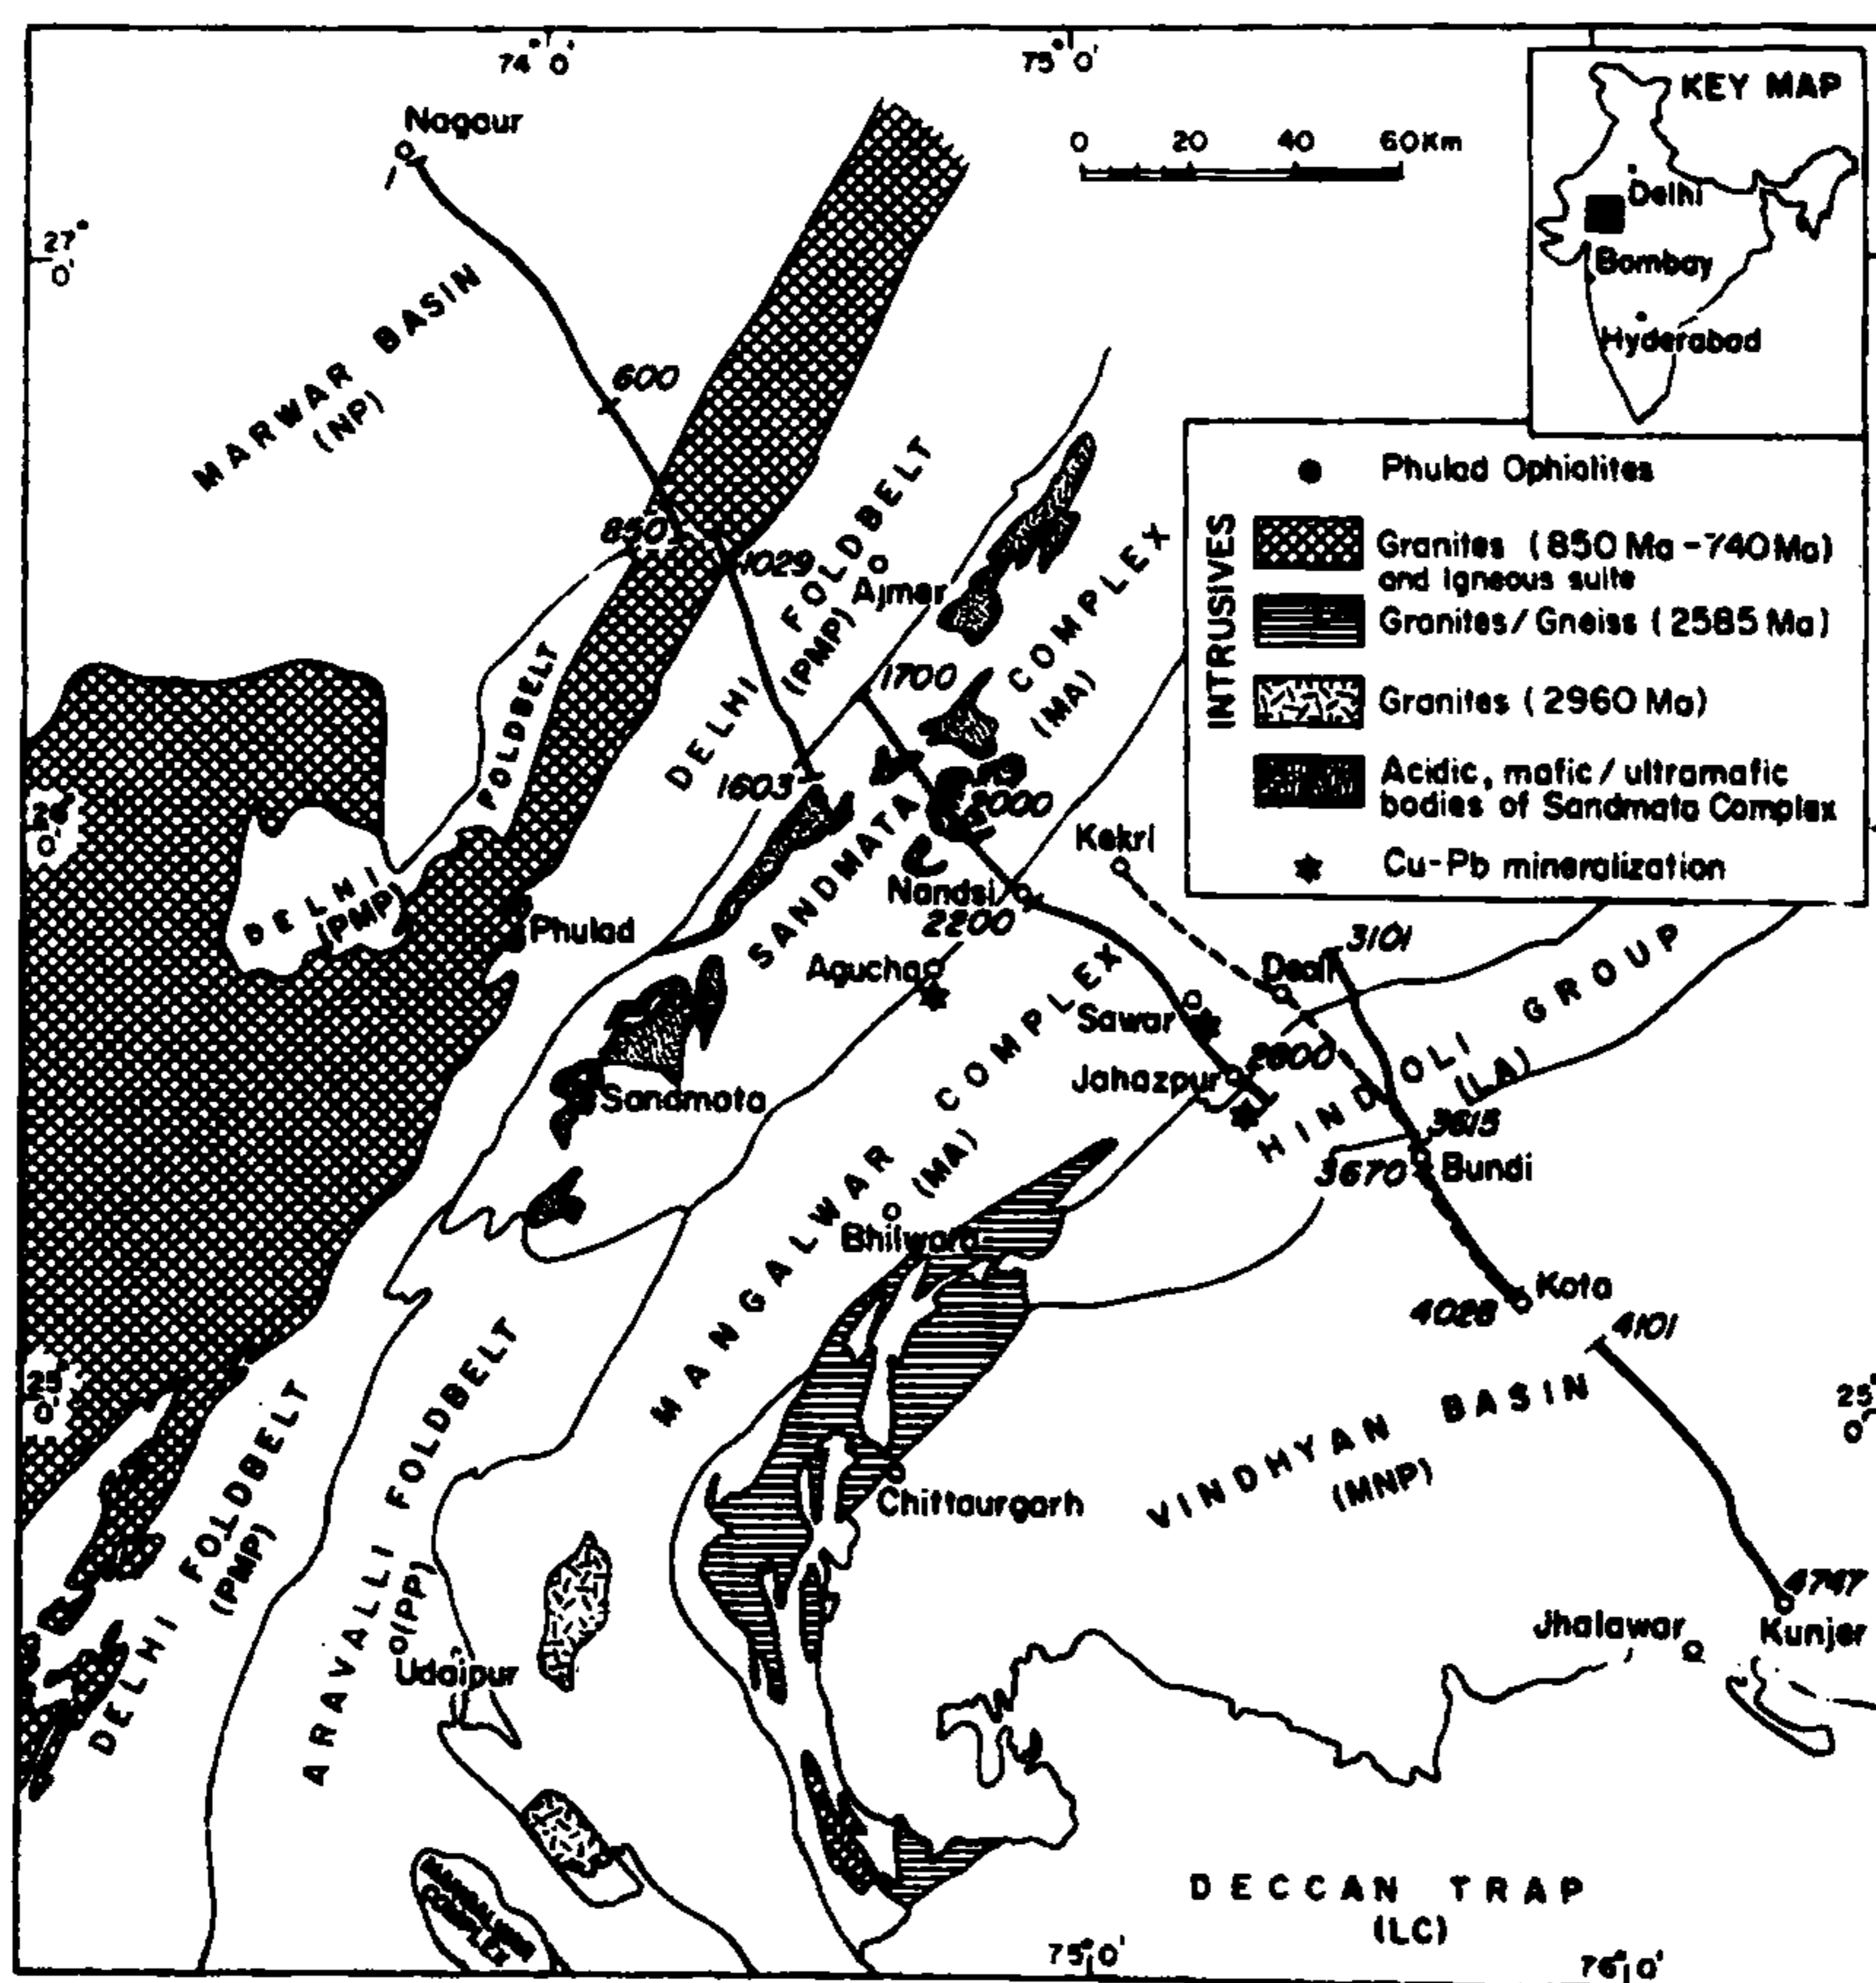 74°0'
75°0'
KEY MAP
Delhi
Bombay
Hyderabad
0 20 40 60Km
Nagaur
27°
0'
MARWAR BASIN
(NP)
600
850
1029
DELHI FOLDBELT
(PMP)
Ajmer
1700
1603
2000
SANDMATA COMPLEX
(MA)
INTRUSIVES
Phulad Ophiolites
Granites (850 Ma-740Ma)
and Igneous suite
Granites/Gneiss (2585 Ma)
Granites (2960 Ma)
Acidic, mafic/ultramafic
bodies of Sandmata Complex
Cu-Pb mineralization
FOLDBELT
DELHI
(PMP)
0'
Phulad
Kekri
Nandsi
2200
Agucha
Deoli
3101
Sawar
Jahazpur
2800
HINDOLI GROUP
(LA)
3615
3670
Bundi
Sandmata
MANGALWAR COMPLEX
(MA)
Bhilwara
4028
Kota
4101
25°
0'
25°
0'
VINDHYAN BASIN
(MNP)
Chittaurgarh
DELHI FOLDBELT
(PMP)
ARAVALLI FOLDBELT
(PP)
Udaipur
4747
Jhalawar
Kunjer
DECCAN TRAP
(LC)
75°0'
76°0'